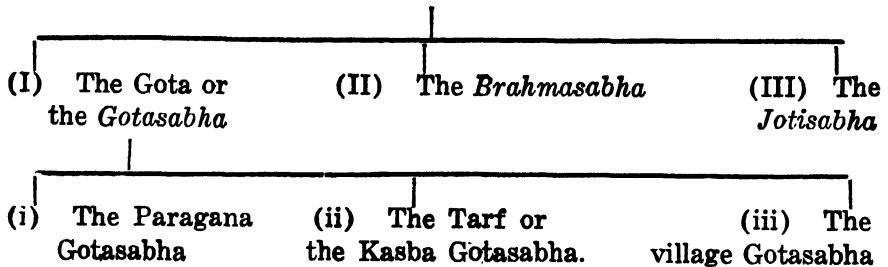 (I) The Gota or (II) The Brahmasabha (III) The
the Gotasabha Jotisabha
(i) The Paragana (ii) The Tarf or (iii) The
Gotasabha the Kasba Gotasabha. village Gotasabha